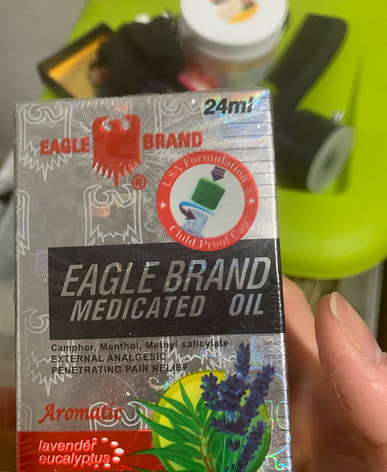 24ml
EAGLE BRAND
®
USA Formulation
Child Proof Cap
EAGLE BRAND
MEDICATED OIL
Camphor, Menthol, Methyl salicylate
EXTERNAL ANALGESIC
PENETRATING PAIN RELIEF
Aromatic
lavender
eucalyptus